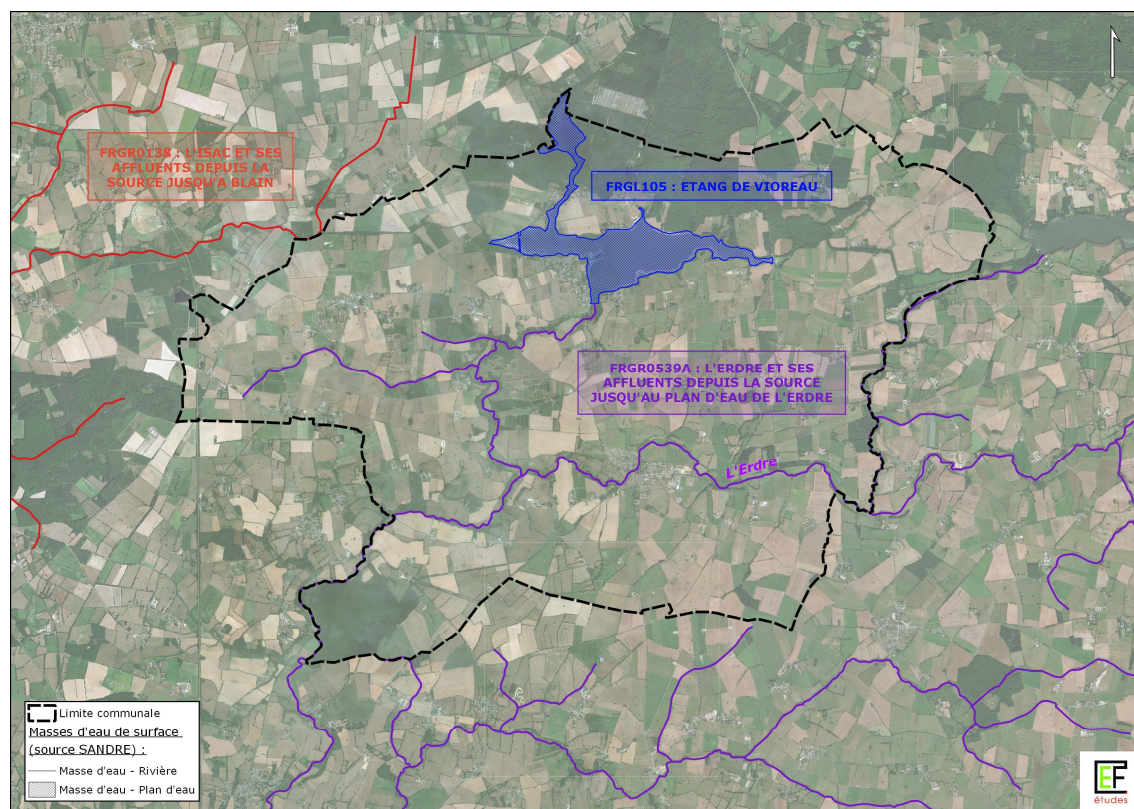 FRGR0138 : L'ISAC ET SES
AFFLUENTS DEPUIS LA
SOURCE JUSQU'A BLAIN
FRGL105 : ETANG DE VIOREAU
FRGR0539A : L'ERDRE ET SES
AFFLUENTS DEPUIS LA SOURCE
JUSQU'AU PLAN D'EAU DE L'ERDRE
L'Erdre
Limite communale
Masses d'eau de surface
(source SANDRE) :
Masse d'eau - Rivière
Masse d'eau - Plan d'eau
EF
études